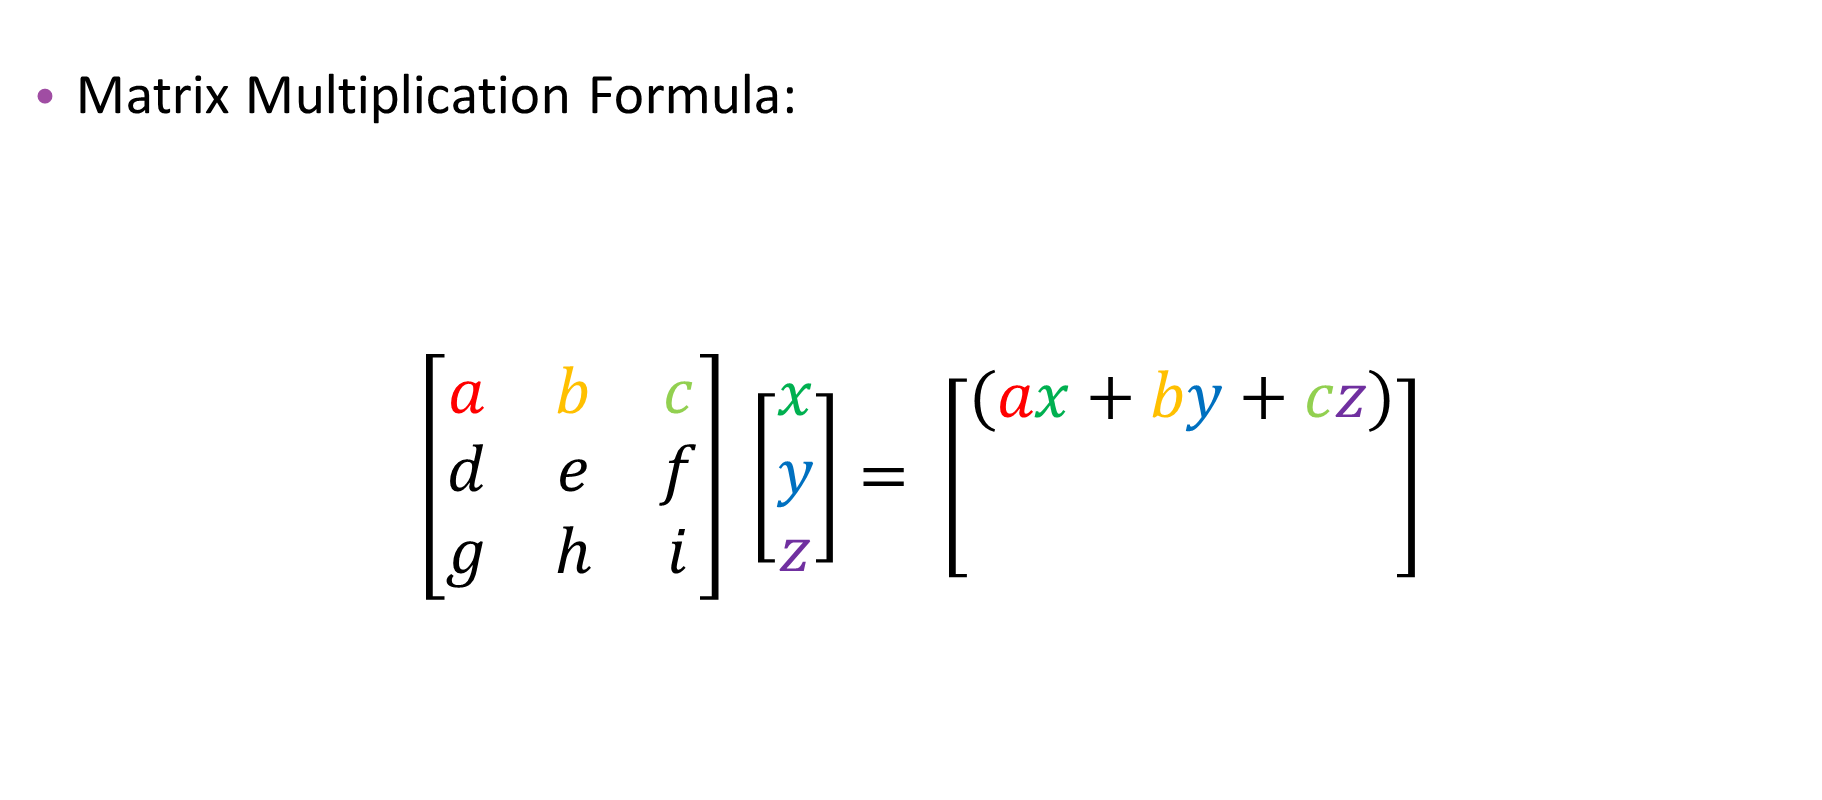 • Matrix Multiplication Formula:
[a b c] [x] = [(ax + by + cz)]
[d e f] [y]
[g h i] [z]